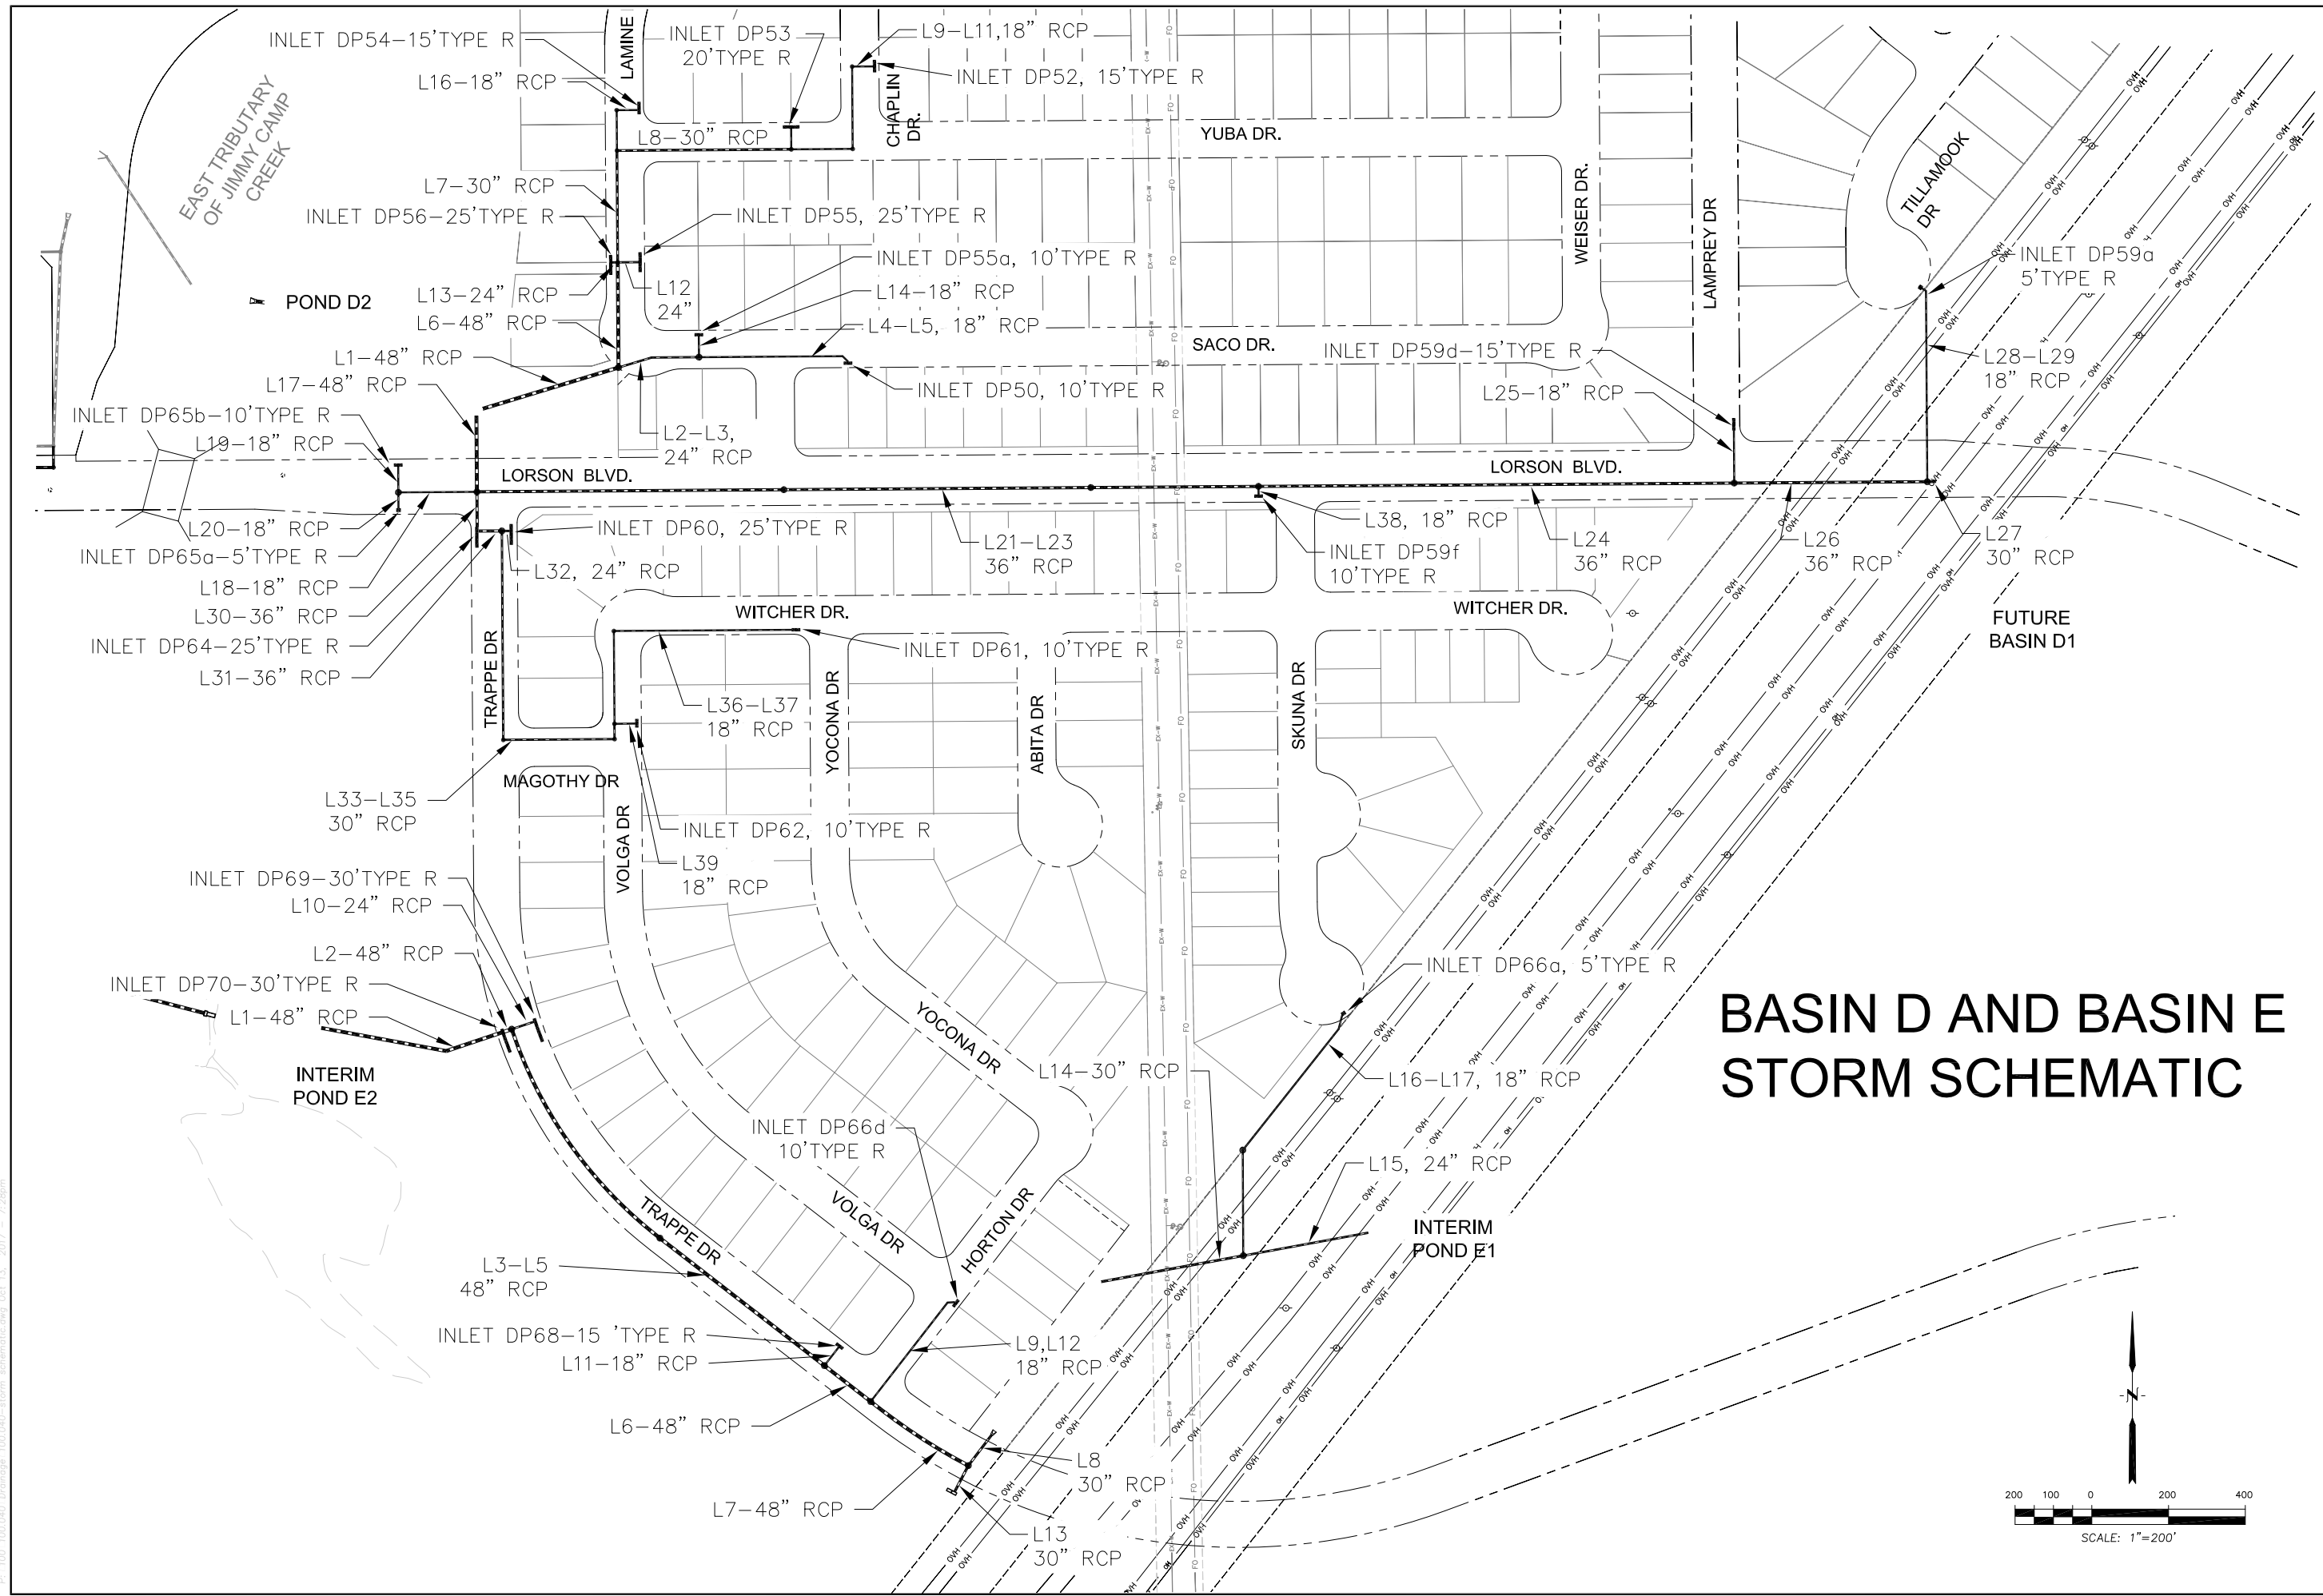 LAMINE
INLET DP53
20'TYPE R
L9-L11,18" RCP
INLET DP54-15'TYPE R
L16-18" RCP
INLET DP52, 15'TYPE R
CHAPLIN
DR.
EAST TRIBUTARY
OF JIMMY CAMP
CREEK
L8-30" RCP
YUBA DR.
TILLAMOOK
DR
L7-30" RCP
INLET DP56-25'TYPE R
INLET DP55, 25'TYPE R
INLET DP55a, 10'TYPE R
WEISER DR.
LAMPREY DR
INLET DP59a
5'TYPE R
POND D2
L13-24" RCP
L12
24"
L14-18" RCP
L6-48" RCP
L4-L5, 18" RCP
SACO DR.
L1-48" RCP
INLET DP59d-15'TYPE R
L28-L29
18" RCP
L17-48" RCP
INLET DP50, 10'TYPE R
L25-18" RCP
INLET DP65b-10'TYPE R
L19-18" RCP
L2-L3,
24" RCP
LORSON BLVD.
LORSON BLVD.
L20-18" RCP
INLET DP60, 25'TYPE R
L38, 18" RCP
INLET DP65a-5'TYPE R
L32, 24" RCP
L21-L23
36" RCP
INLET DP59f
10'TYPE R
L24
36" RCP
L26
36" RCP
L27
30" RCP
L18-18" RCP
L30-36" RCP
WITCHER DR.
WITCHER DR.
FUTURE
BASIN D1
INLET DP64-25'TYPE R
L31-36" RCP
INLET DP61, 10'TYPE R
TRAPPE DR
L36-L37
18" RCP
YOCONA DR
ABITA DR
SKUNA DR
MAGOTHY DR
L33-L35
30" RCP
VOLGA DR
INLET DP62, 10'TYPE R
L39
18" RCP
INLET DP69-30'TYPE R
L10-24" RCP
L2-48" RCP
INLET DP70-30'TYPE R
L1-48" RCP
INLET DP66a, 5'TYPE R
BASIN D AND BASIN E
STORM SCHEMATIC
YOCONA DR
INTERIM
POND E2
L14-30" RCP
L16-L17, 18" RCP
INLET DP66d
10'TYPE R
L15, 24" RCP
TRAPPE DR
VOLGA DR
HORTON DR
INTERIM
POND E1
L3-L5
48" RCP
INLET DP68-15 'TYPE R
L11-18" RCP
L9,L12
18" RCP
L6-48" RCP
L8
30" RCP
L7-48" RCP
L13
30" RCP
N
200 100 0 200 400
SCALE: 1"=200'